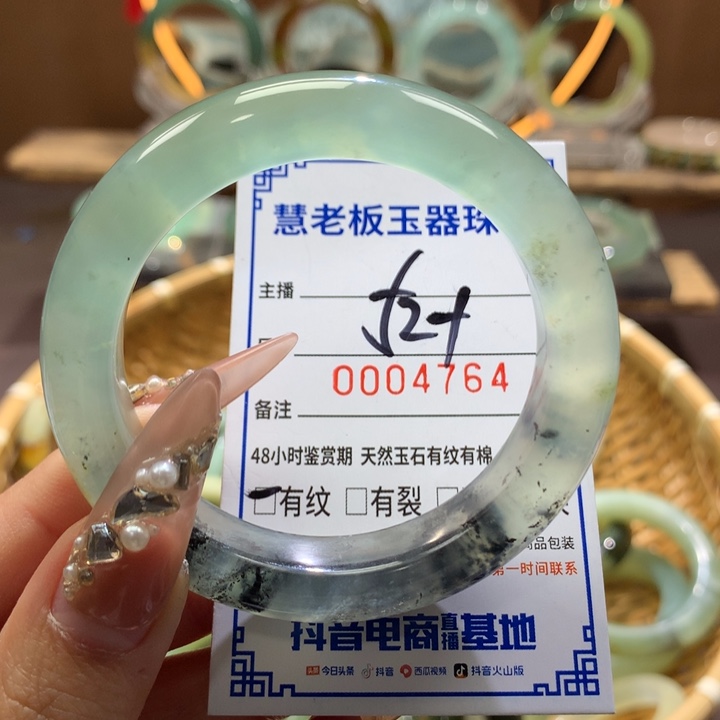 慧老板玉器珠
主播
524
0004764
备注
48小时鉴赏期 天然玉石有纹有棉
□有纹 □有裂 □
商品包装
第一时间联系
抖音电商直播基地
今日头条 抖音 西瓜视频 抖音火山版